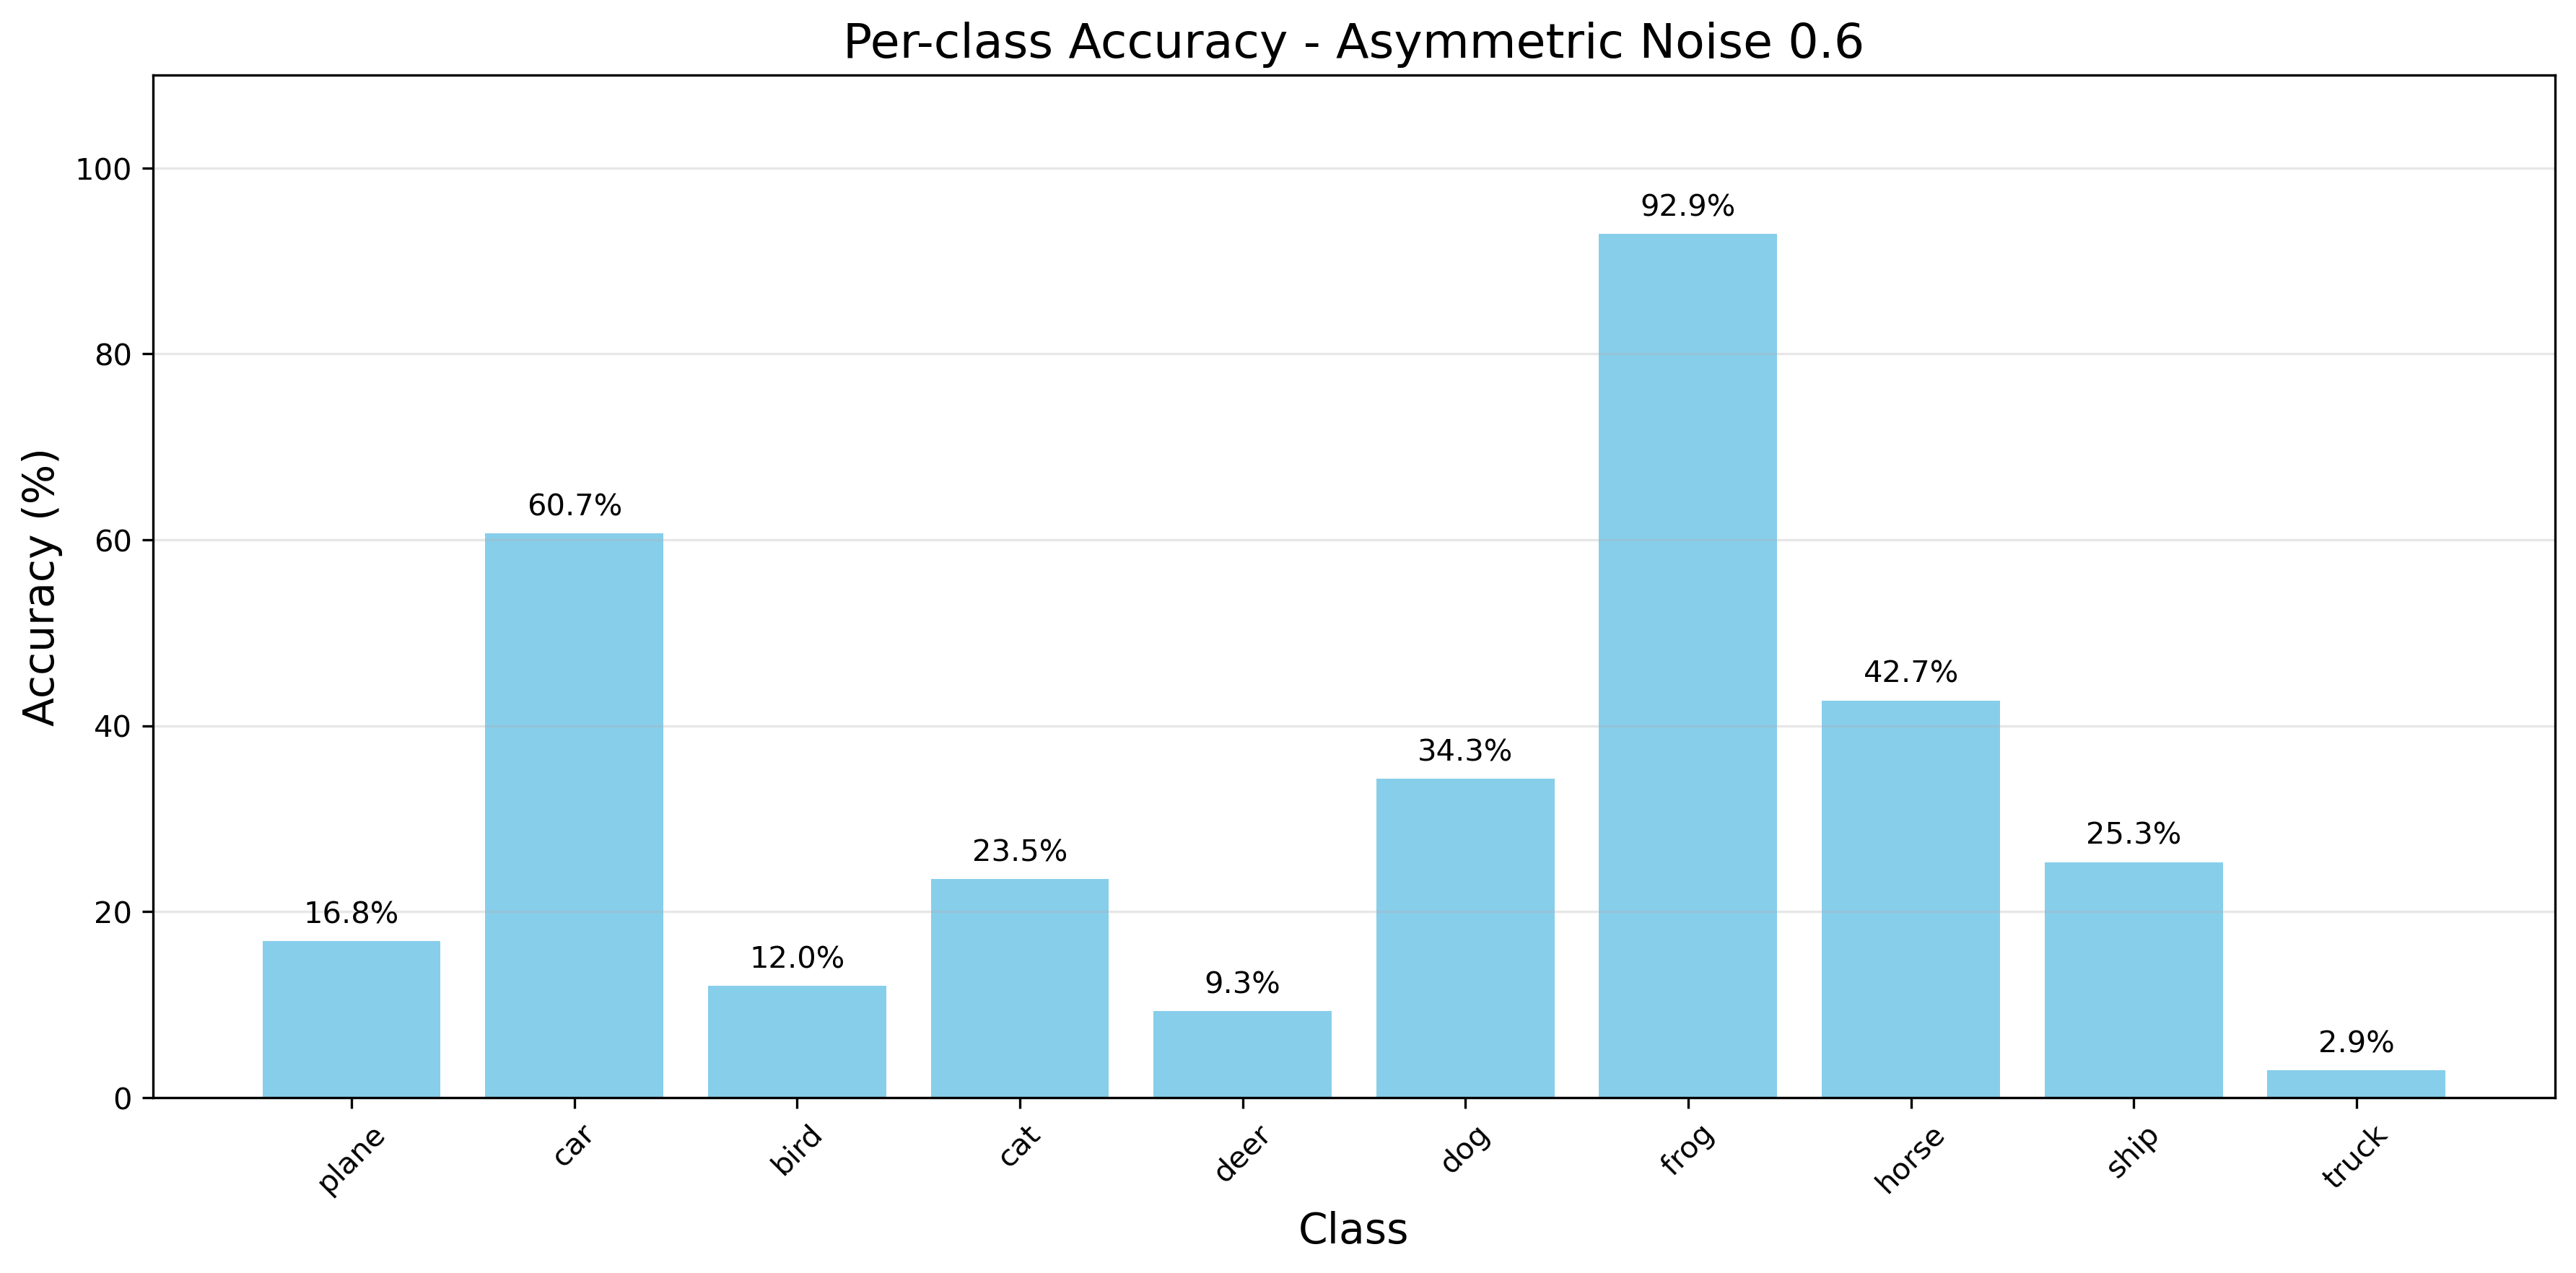 Per-class Accuracy - Asymmetric Noise 0.6
Accuracy (%)
100
80
60
40
20
0
16.8%
60.7%
12.0%
23.5%
9.3%
34.3%
92.9%
42.7%
25.3%
2.9%
plane
car
bird
cat
deer
dog
frog
horse
ship
truck
Class